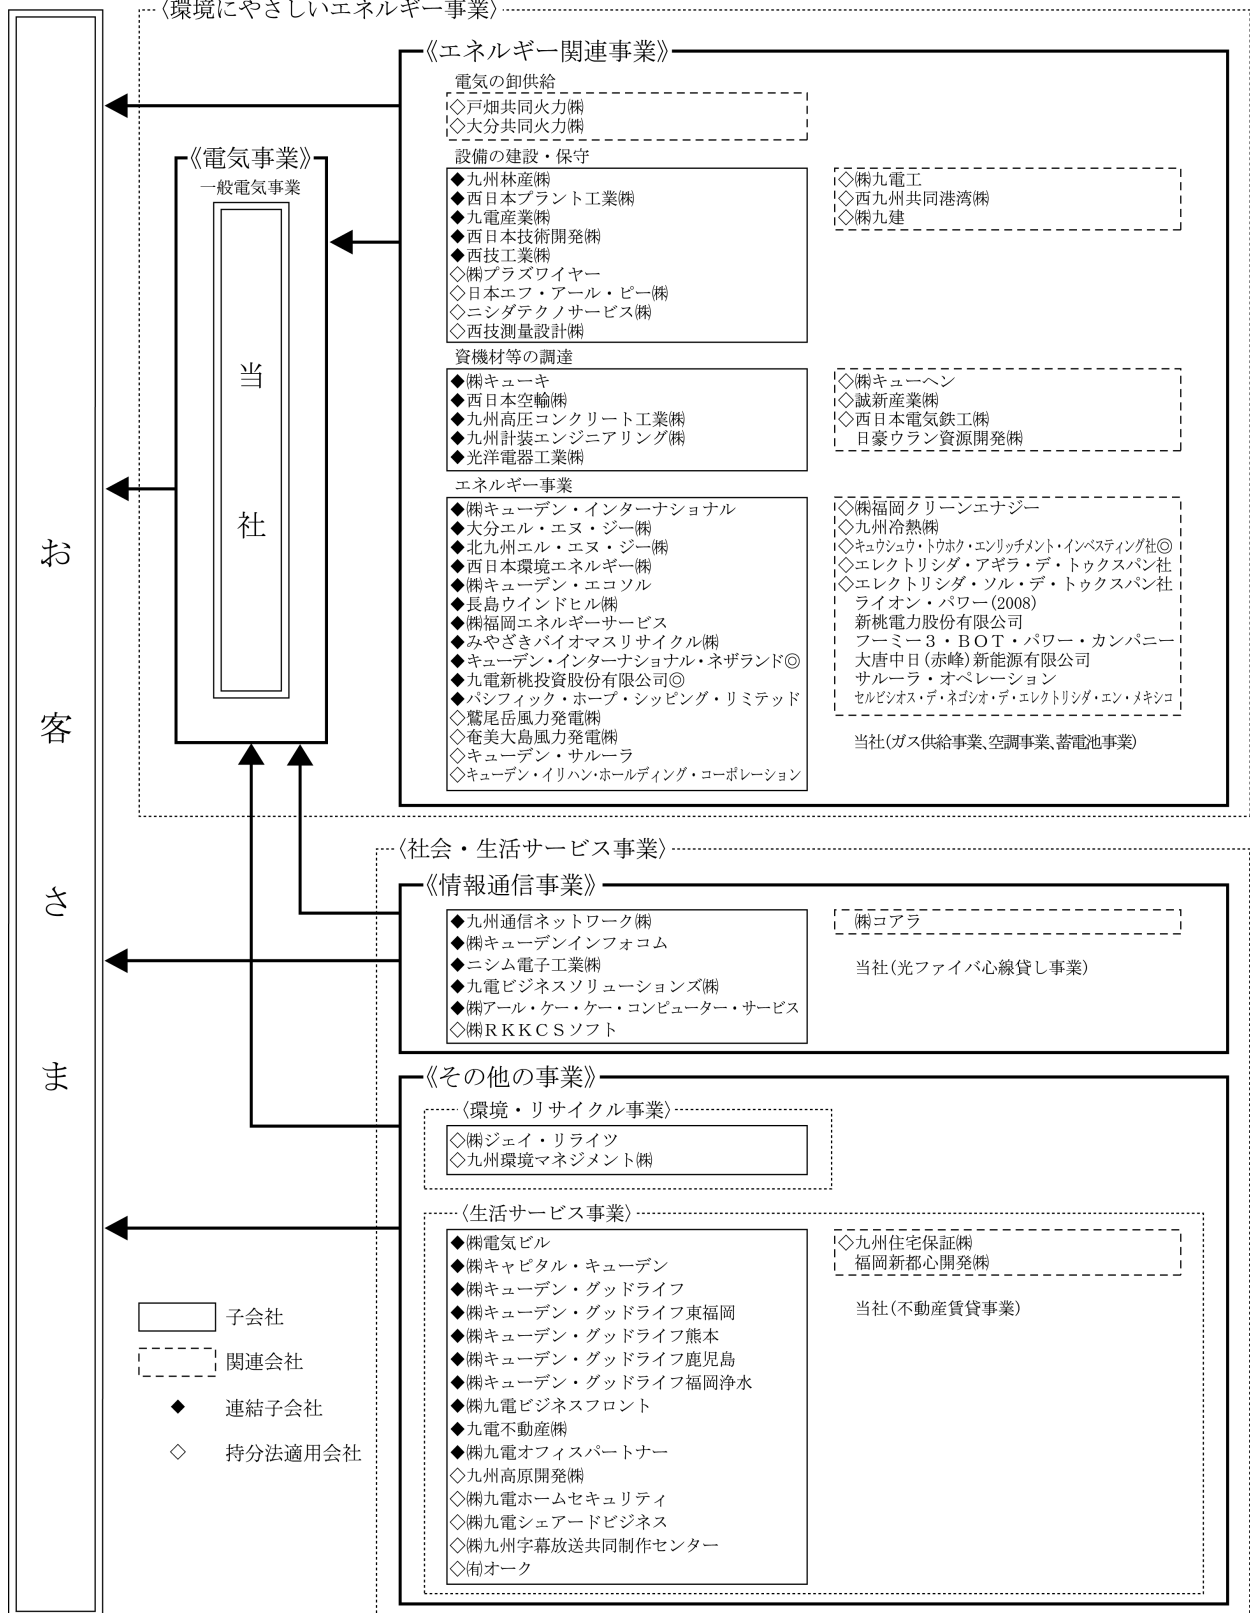 〈環境にやさしいエネルギー事業〉
《エネルギー関連事業》
電気の卸供給
◇戸畑共同火力㈱
◇大分共同火力㈱
設備の建設・保守
◆九州林産㈱
◆西日本プラント工業㈱
◆九電産業㈱
◆西日本技術開発㈱
◆西技工業㈱
◇㈱プラズワイヤー
◇日本エフ・アール・ピー㈱
◇ニシダテクノサービス㈱
◇西技測量設計㈱
◇㈱九電工
◇西九州共同港湾㈱
◇㈱九建
資機材等の調達
◆㈱キューキ
◆西日本空輸㈱
◆九州高圧コンクリート工業㈱
◆九州計装エンジニアリング㈱
◆光洋電器工業㈱
◇㈱キューヘン
◇誠新産業㈱
◇西日本電気鉄工㈱
日豪ウラン資源開発㈱
エネルギー事業
◆㈱キューデン・インターナショナル
◆大分エル・エヌ・ジー㈱
◆北九州エル・エヌ・ジー㈱
◆西日本環境エネルギー㈱
◆㈱キューデン・エコソル
◆長島ウインドヒル㈱
◆㈱福岡エネルギーサービス
◆みやざきバイオマスリサイクル㈱
◆キューデン・インターナショナル・ネザランド◎
◆九電新桃投資股份有限公司◎
◆パシフィック・ホープ・シッピング・リミテッド
◇鷲尾岳風力発電㈱
◇奄美大島風力発電㈱
◇キューデン・サルーラ
◇キューデン・イリハン・ホールディング・コーポレーション
◇㈱福岡クリーンエナジー
◇九州冷熱㈱
◇キュウシュウ・トウホク・エンリッチメント・インベスティング社◎
◇エレクトリシダ・アギラ・デ・トゥクスパン社
◇エレクトリシダ・ソル・デ・トゥクスパン社
ライオン・パワー(2008)
新桃電力股份有限公司
フーミー３・ＢＯＴ・パワー・カンパニー
大唐中日(赤峰)新能源有限公司
サルーラ・オペレーション
セルビシオス・デ・ネゴシオ・デ・エレクトリシダ・エン・メキシコ
当社(ガス供給事業、空調事業、蓄電池事業)
《電気事業》
一般電気事業
当社
お客さま
〈社会・生活サービス事業〉
《情報通信事業》
◆九州通信ネットワーク㈱
◆㈱キューデンインフォコム
◆ニシム電子工業㈱
◆九電ビジネスソリューションズ㈱
◆㈱アール・ケー・ケー・コンピューター・サービス
◇㈱ＲＫＫＣＳソフト
㈱コアラ
当社(光ファイバ心線貸し事業)
《その他の事業》
〈環境・リサイクル事業〉
◇㈱ジェイ・リライツ
◇九州環境マネジメント㈱
〈生活サービス事業〉
◆㈱電気ビル
◆㈱キャピタル・キューデン
◆㈱キューデン・グッドライフ
◆㈱キューデン・グッドライフ東福岡
◆㈱キューデン・グッドライフ熊本
◆㈱キューデン・グッドライフ鹿児島
◆㈱キューデン・グッドライフ福岡浄水
◆㈱九電ビジネスフロント
◆九電不動産㈱
◆㈱九電オフィスパートナー
◇九州高原開発㈱
◇㈱九電ホームセキュリティ
◇㈱九電シェアードビジネス
◇㈱九州字幕放送共同制作センター
◇㈲オーク
◇九州住宅保証㈱
福岡新都心開発㈱
当社(不動産賃貸事業)
子会社
関連会社
◆ 連結子会社
◇ 持分法適用会社